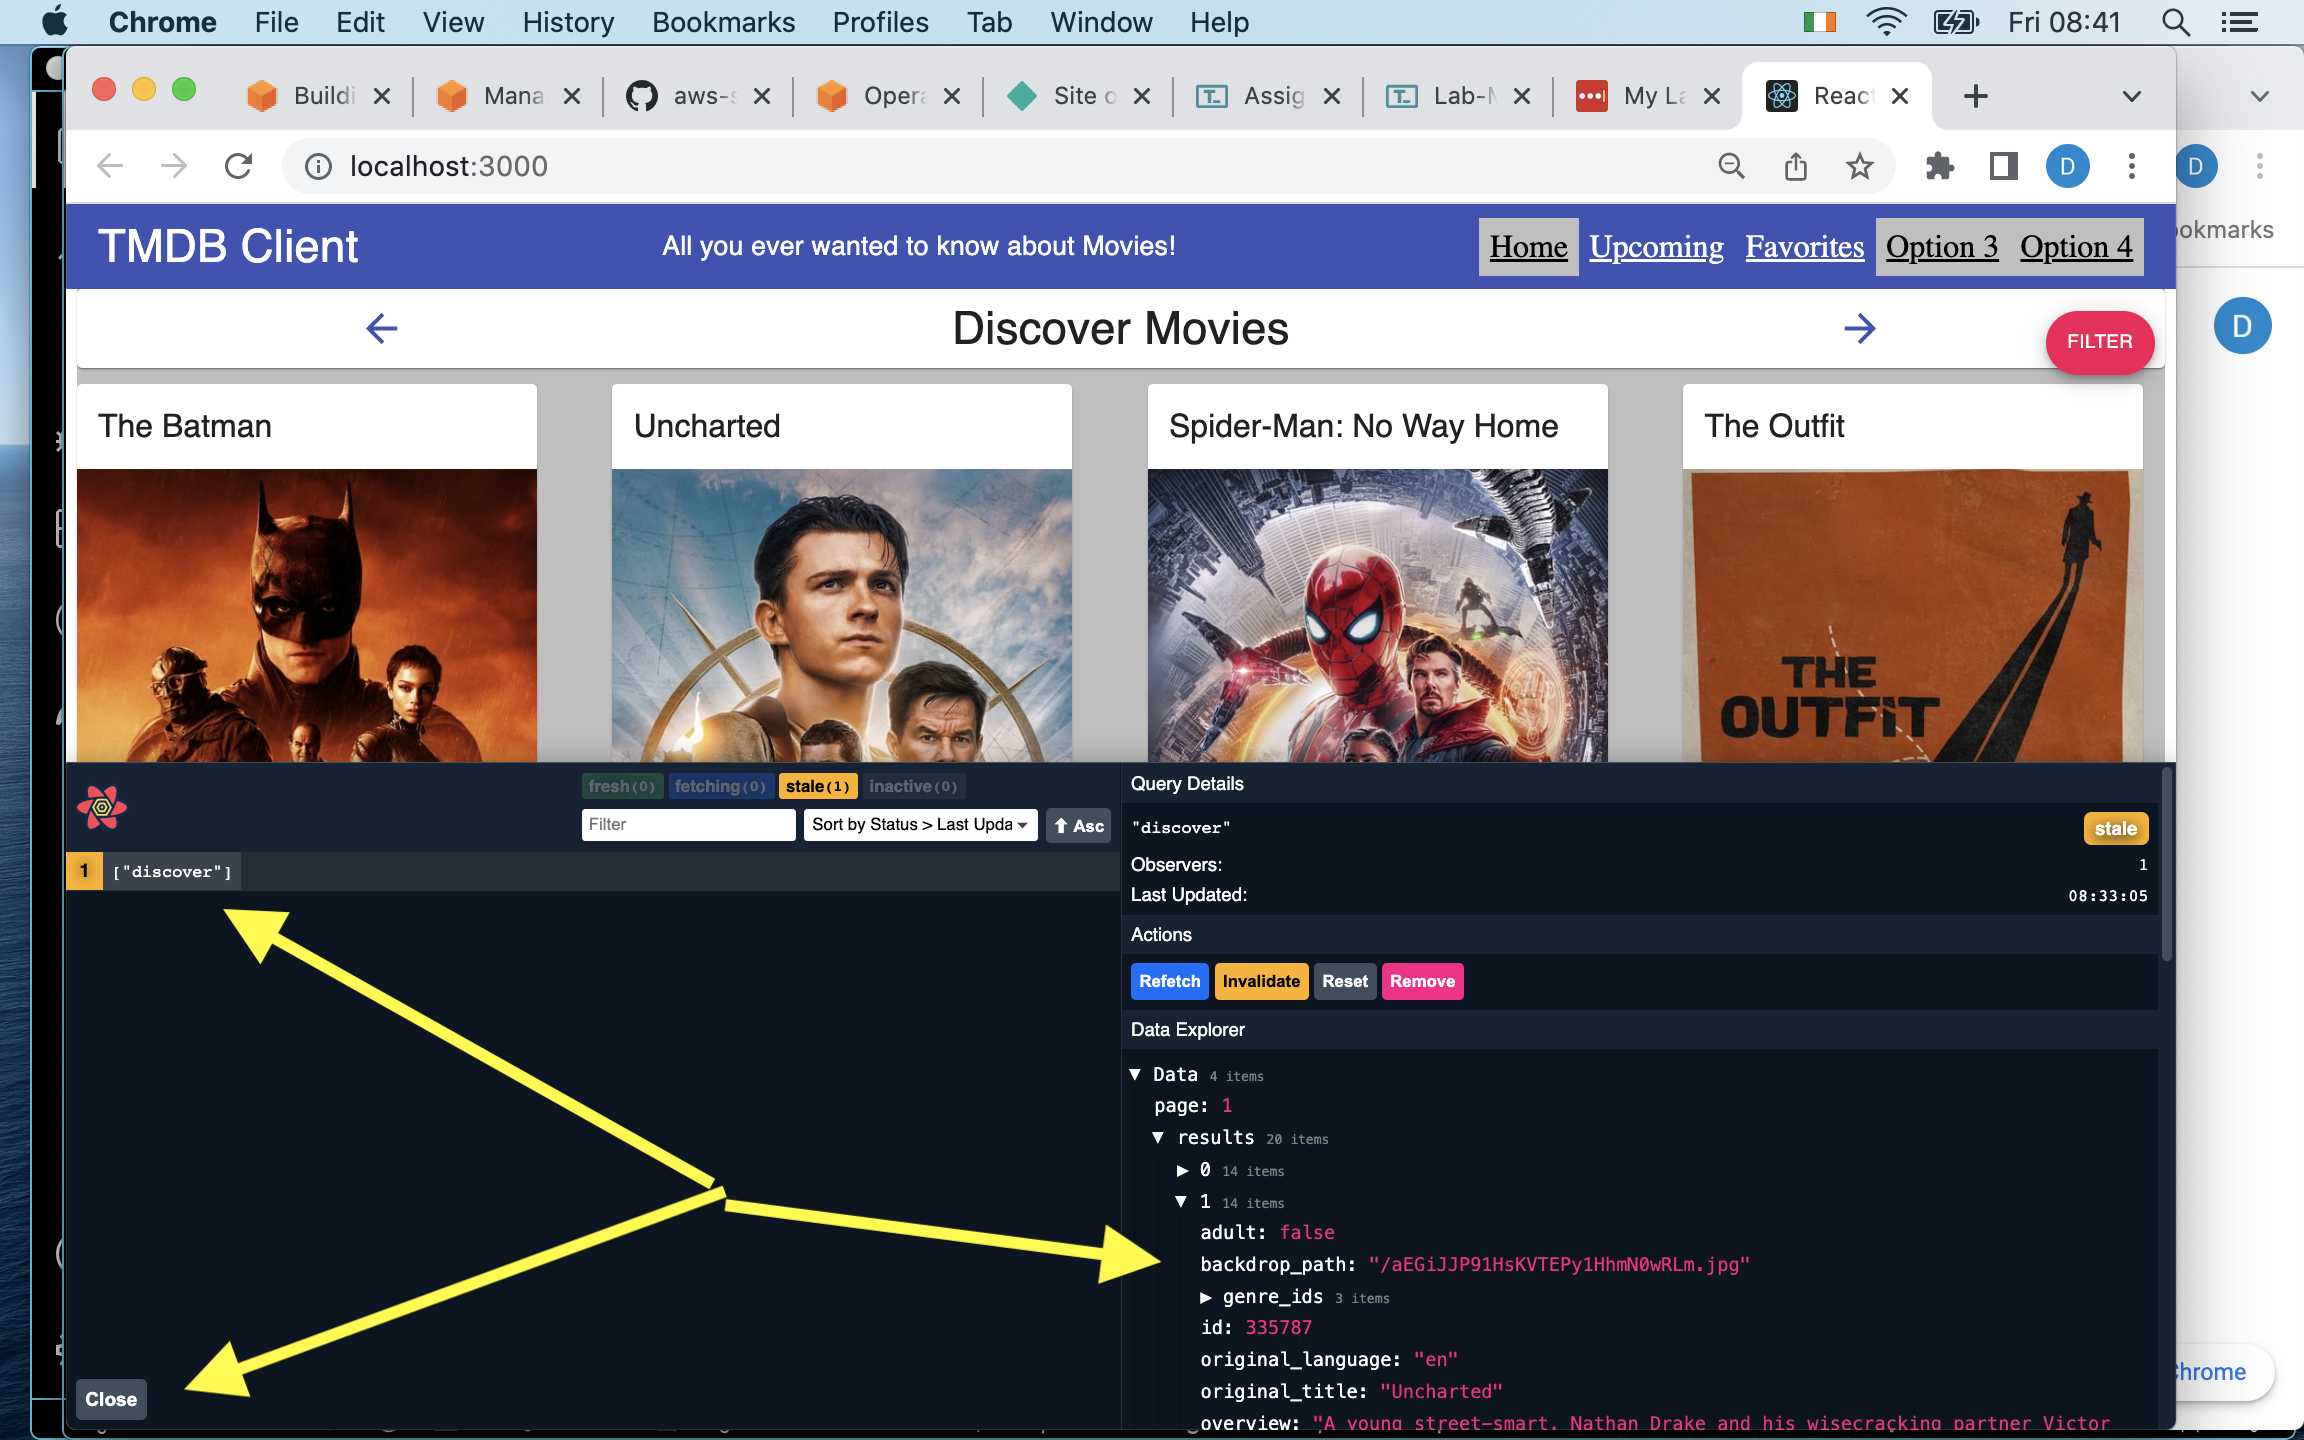 Chrome File Edit View History Bookmarks Profiles Tab Window Help Fri 08:41
Buildi Mana aws-s Opera Site o Assig Lab-M My La Reac
localhost:3000 D D
TMDB Client All you ever wanted to know about Movies! Home Upcoming Favorites Option 3 Option 4
ookmarks
Discover Movies FILTER
D
The Batman Uncharted Spider-Man: No Way Home The Outfit
THE
OUTFIT
fresh(0) fetching(0) stale(1) inactive(0)
Filter Sort by Status > Last Upda Asc
1 ["discover"]
Close
Query Details
"discover" stale
Observers: 1
Last Updated: 08:33:05
Actions
Refetch Invalidate Reset Remove
Data Explorer
Data 4 items
page: 1
results 20 items
0 14 items
1 14 items
adult: false
backdrop_path: "/aEGiJJP91HsKVTEPy1HhmN0wRLm.jpg"
genre_ids 3 items
id: 335787
original_language: "en"
original_title: "Uncharted"
overview: "A young street-smart, Nathan Drake and his wisecracking partner Victor
hrome